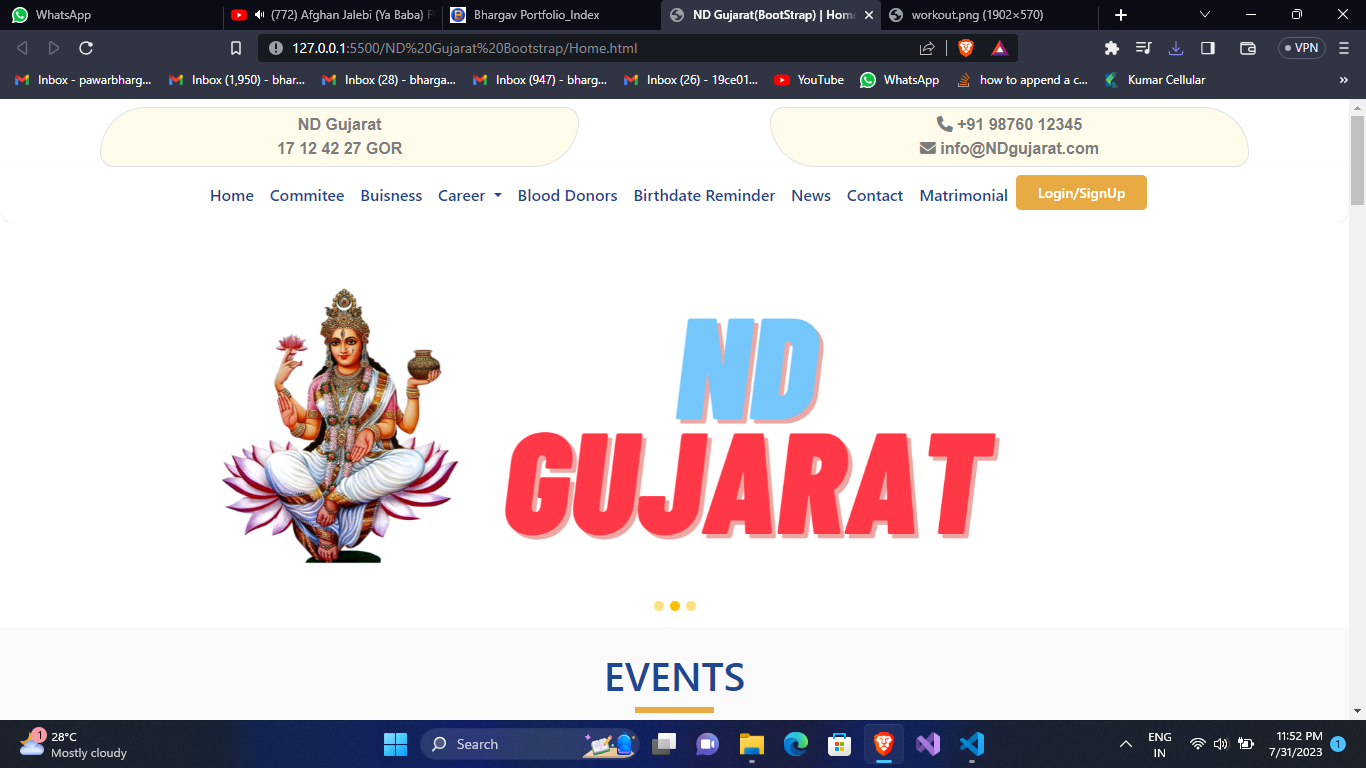 WhatsApp
(772) Afghan Jalebi (Ya Baba) F
Bhargav Portfolio_Index
ND Gujarat(BootStrap) | Home
workout.png (1902×570)
127.0.0.1:5500/ND%20Gujarat%20Bootstrap/Home.html
VPN
Inbox - pawarbharg...
Inbox (1,950) - bhar...
Inbox (28) - bharga...
Inbox (947) - bharg...
Inbox (26) - 19ce01...
YouTube
WhatsApp
how to append a c...
Kumar Cellular
ND Gujarat
17 12 42 27 GOR
+91 98760 12345
info@NDgujarat.com
Home Commitee Buisness Career Blood Donors Birthdate Reminder News Contact Matrimonial Login/SignUp
ND
GUJARAT
EVENTS
1
28°C
Mostly cloudy
Search
ENG
IN
11:52 PM
7/31/2023
1